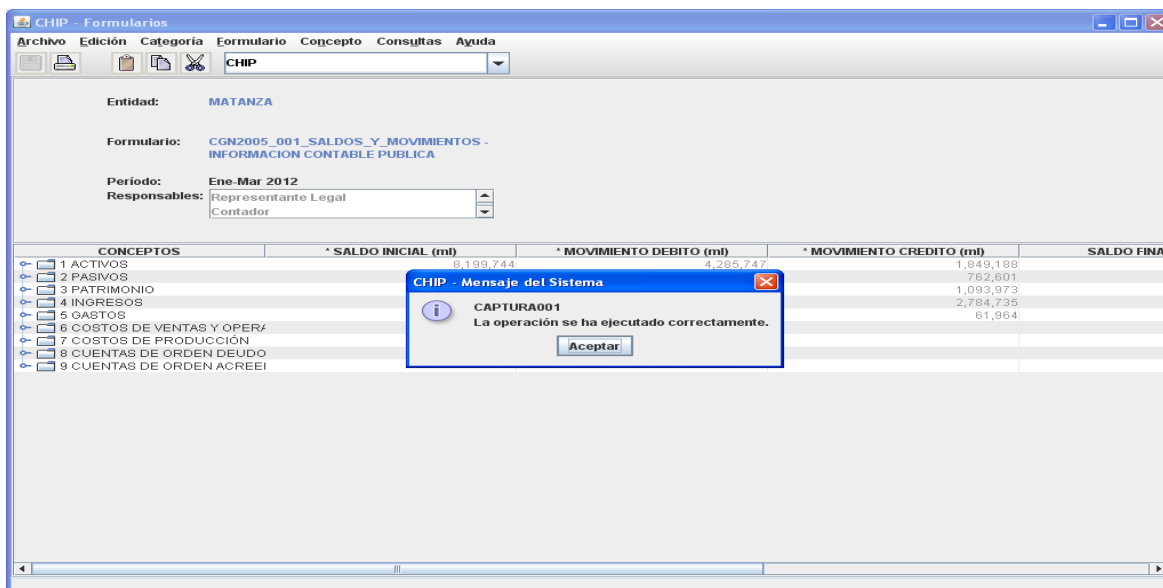 CHIP - Formularios
Archivo Edición Categoría Formulario Concepto Consultas Ayuda
CHIP
Entidad: MATANZA
Formulario: CGN2005_001_SALDOS_Y_MOVIMIENTOS -
INFORMACION CONTABLE PUBLICA
Período: Ene-Mar 2012
Responsables: Representante Legal
Contador
CONCEPTOS * SALDO INICIAL (ml) * MOVIMIENTO DEBITO (ml) * MOVIMIENTO CREDITO (ml) SALDO FINA
1 ACTIVOS 8,199,744 4,285,747 1,849,188
2 PASIVOS 762,601
3 PATRIMONIO 1,093,973
4 INGRESOS 2,784,735
5 GASTOS 61,964
6 COSTOS DE VENTAS Y OPERA
7 COSTOS DE PRODUCCIÓN
8 CUENTAS DE ORDEN DEUDO
9 CUENTAS DE ORDEN ACREEI
CHIP - Mensaje del Sistema
CAPTURA001
La operación se ha ejecutado correctamente.
Aceptar